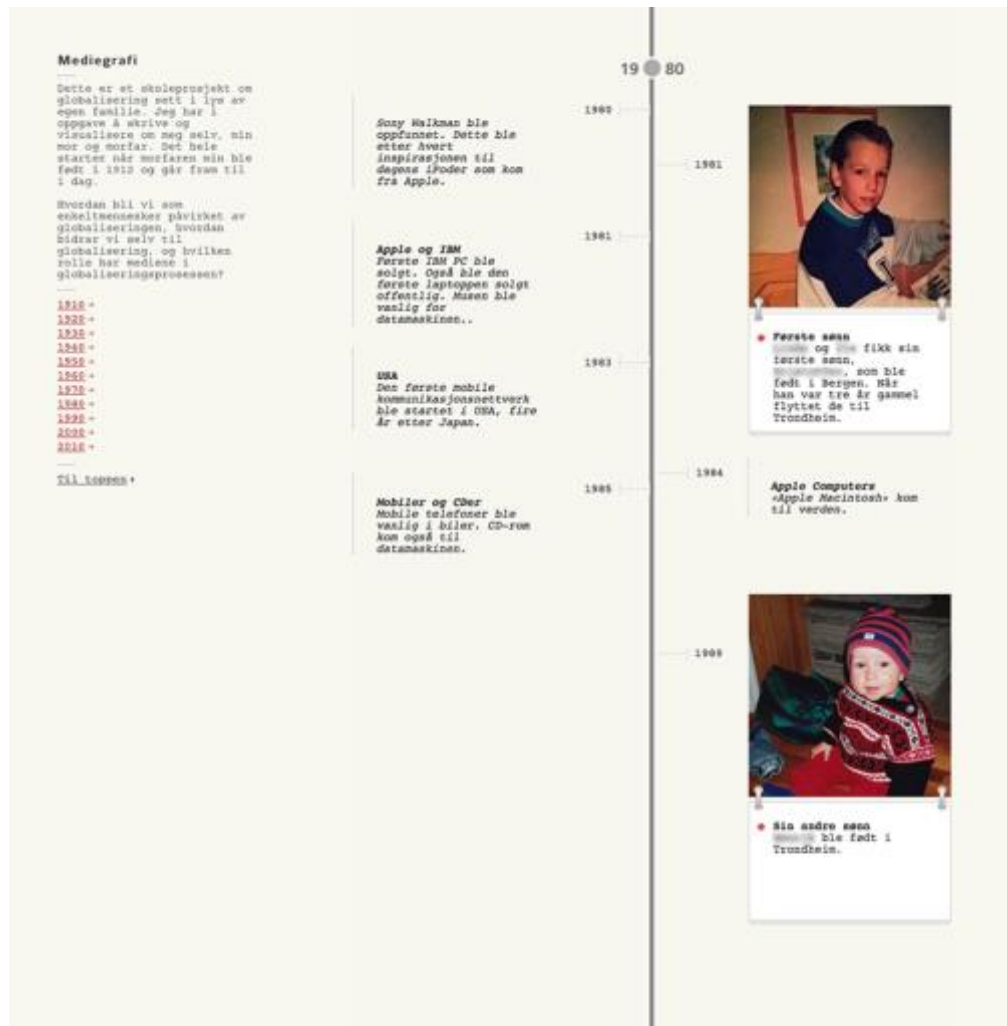 Mediegrafi
Dette er et skoleprosjekt om
globalisering sett i lys av
egen familie. Jeg har i
oppgave å skrive og
visualisere om meg selv, min
mor og morfar. Det hele
starter når morfaren min ble
født i 1912 og går fram til
i dag.
Hvordan bli vi som
enkeltmennesker påvirket av
globaliseringen, hvordan
bidrar vi selv til
globalisering, og hvilken
rolle har mediene i
globaliseringsprosessen?
1910
1920
1930
1940
1950
1960
1970
1980
1990
2000
2010
Til toppen
19 80
1980
Sony Walkman ble
oppfunnet. Dette ble
etter hvert
inspirasjonen til
dagens iPoder som kom
fra Apple.
1981
Apple og IBM
Første IBM PC ble
solgt. Også ble den
første laptoppen solgt
offentlig. Musen ble
vanlig for
datamaskinen..
1983
USA
Den første mobile
kommunikasjonsnettverk
ble startet i USA, fire
år etter Japan.
1985
Mobiler og CDer
Mobile telefoner ble
vanlig i biler. CD-rom
kom også til
datamaskinen.
1981
Første sønn
og fikk sin
første sønn,
, som ble
født i Bergen. Når
han var tre år gammel
flyttet de til
Trondheim.
1984
Apple Computers
«Apple Macintosh» kom
til verden.
1989
Sin andre sønn
ble født i
Trondheim.